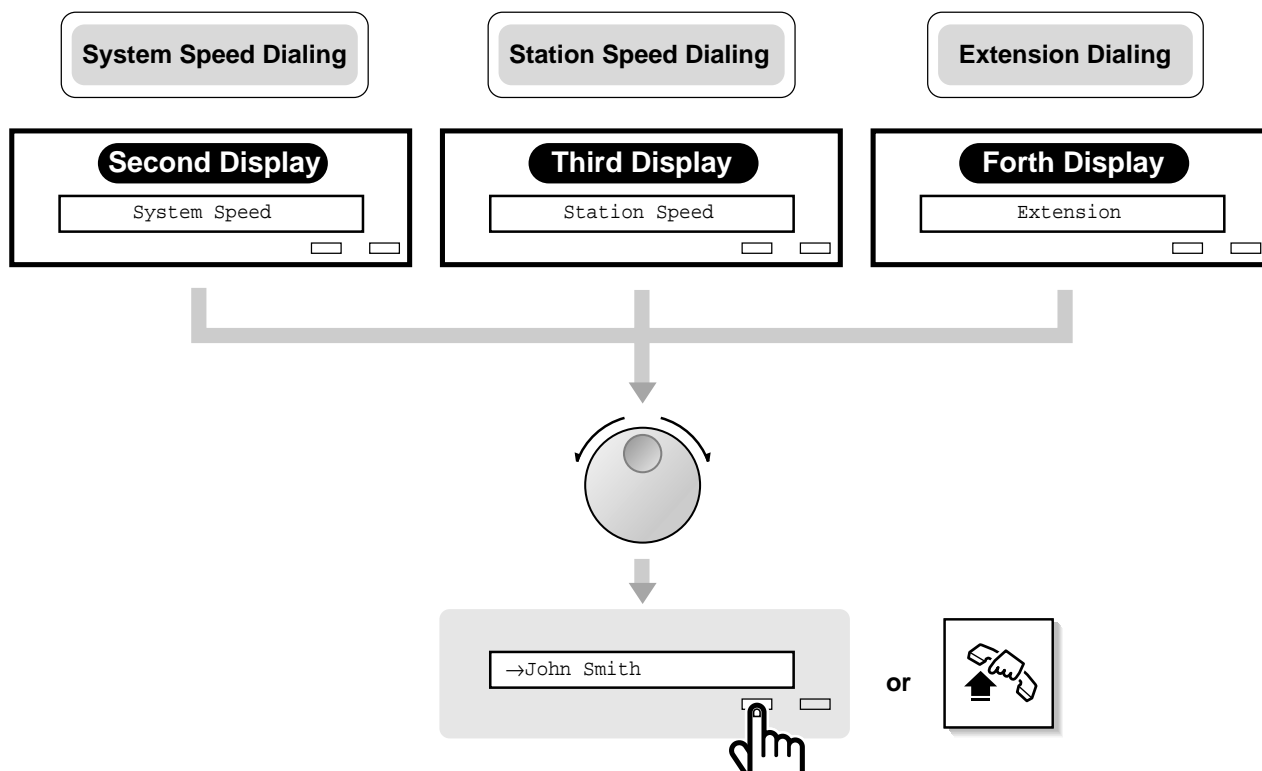 System Speed Dialing
Station Speed Dialing
Extension Dialing
Second Display
Third Display
Forth Display
System Speed
Station Speed
Extension
→John Smith
or